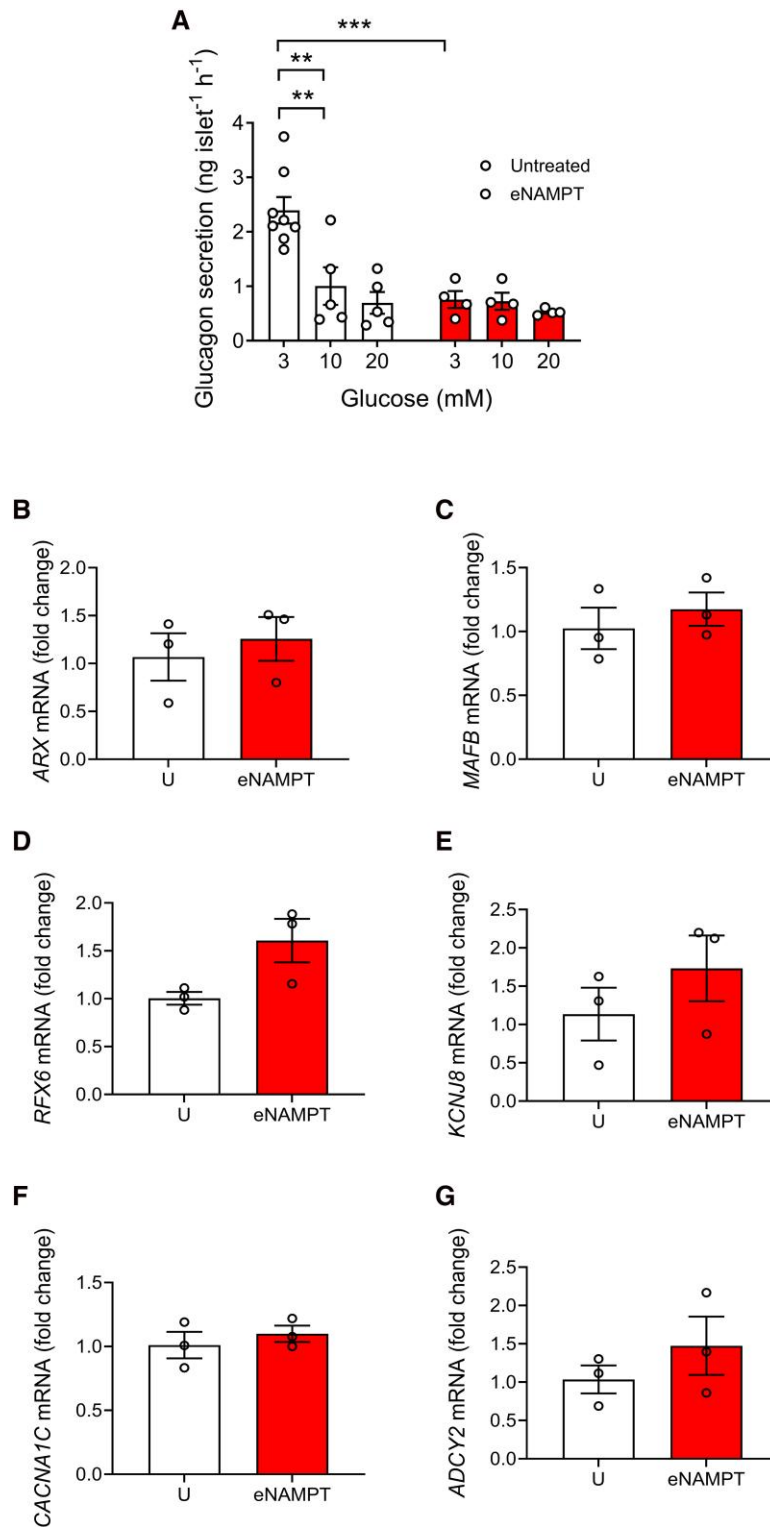 A
***
**
**
Glucagon secretion (ng islet⁻¹ h⁻¹)
4
3
2
1
0
Untreated
eNAMPT
3 10 20 3 10 20
Glucose (mM)
B
ARX mRNA (fold change)
2.0
1.5
1.0
0.5
0.0
U eNAMPT
C
MAFB mRNA (fold change)
1.5
1.0
0.5
0.0
U eNAMPT
D
RFX6 mRNA (fold change)
2.0
1.5
1.0
0.5
0.0
U eNAMPT
E
KCNJ8 mRNA (fold change)
2.5
2.0
1.5
1.0
0.5
0.0
U eNAMPT
F
CACNA1C mRNA (fold change)
1.5
1.0
0.5
0.0
U eNAMPT
G
ADCY2 mRNA (fold change)
2.5
2.0
1.5
1.0
0.5
0.0
U eNAMPT